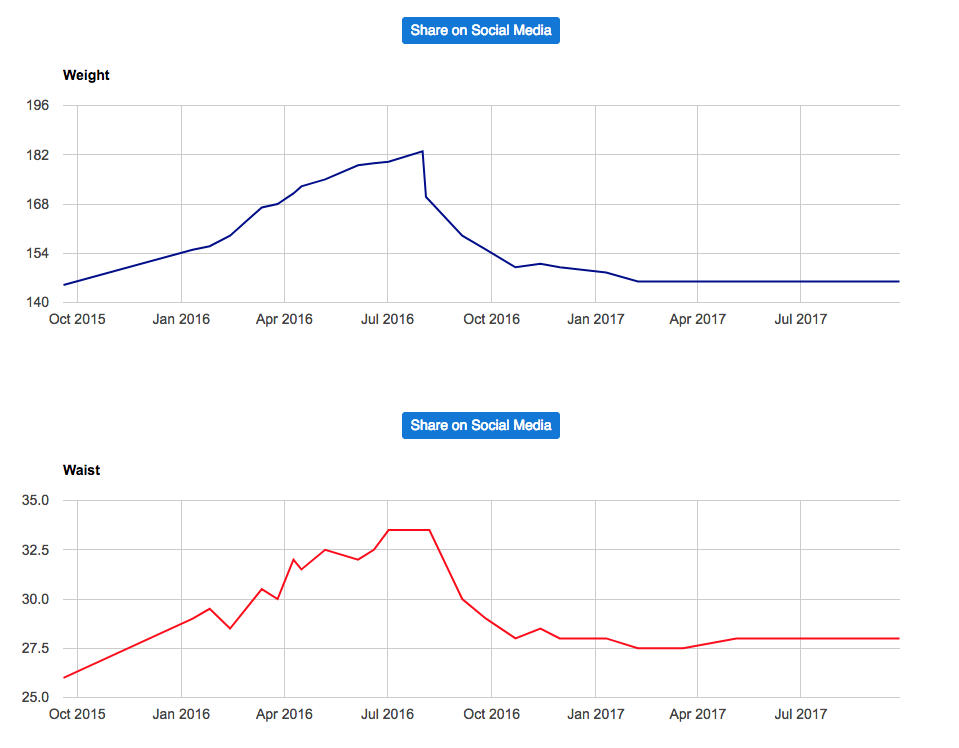 Share on Social Media
Weight
196
182
168
154
140
Oct 2015 Jan 2016 Apr 2016 Jul 2016 Oct 2016 Jan 2017 Apr 2017 Jul 2017
Share on Social Media
Waist
35.0
32.5
30.0
27.5
25.0
Oct 2015 Jan 2016 Apr 2016 Jul 2016 Oct 2016 Jan 2017 Apr 2017 Jul 2017